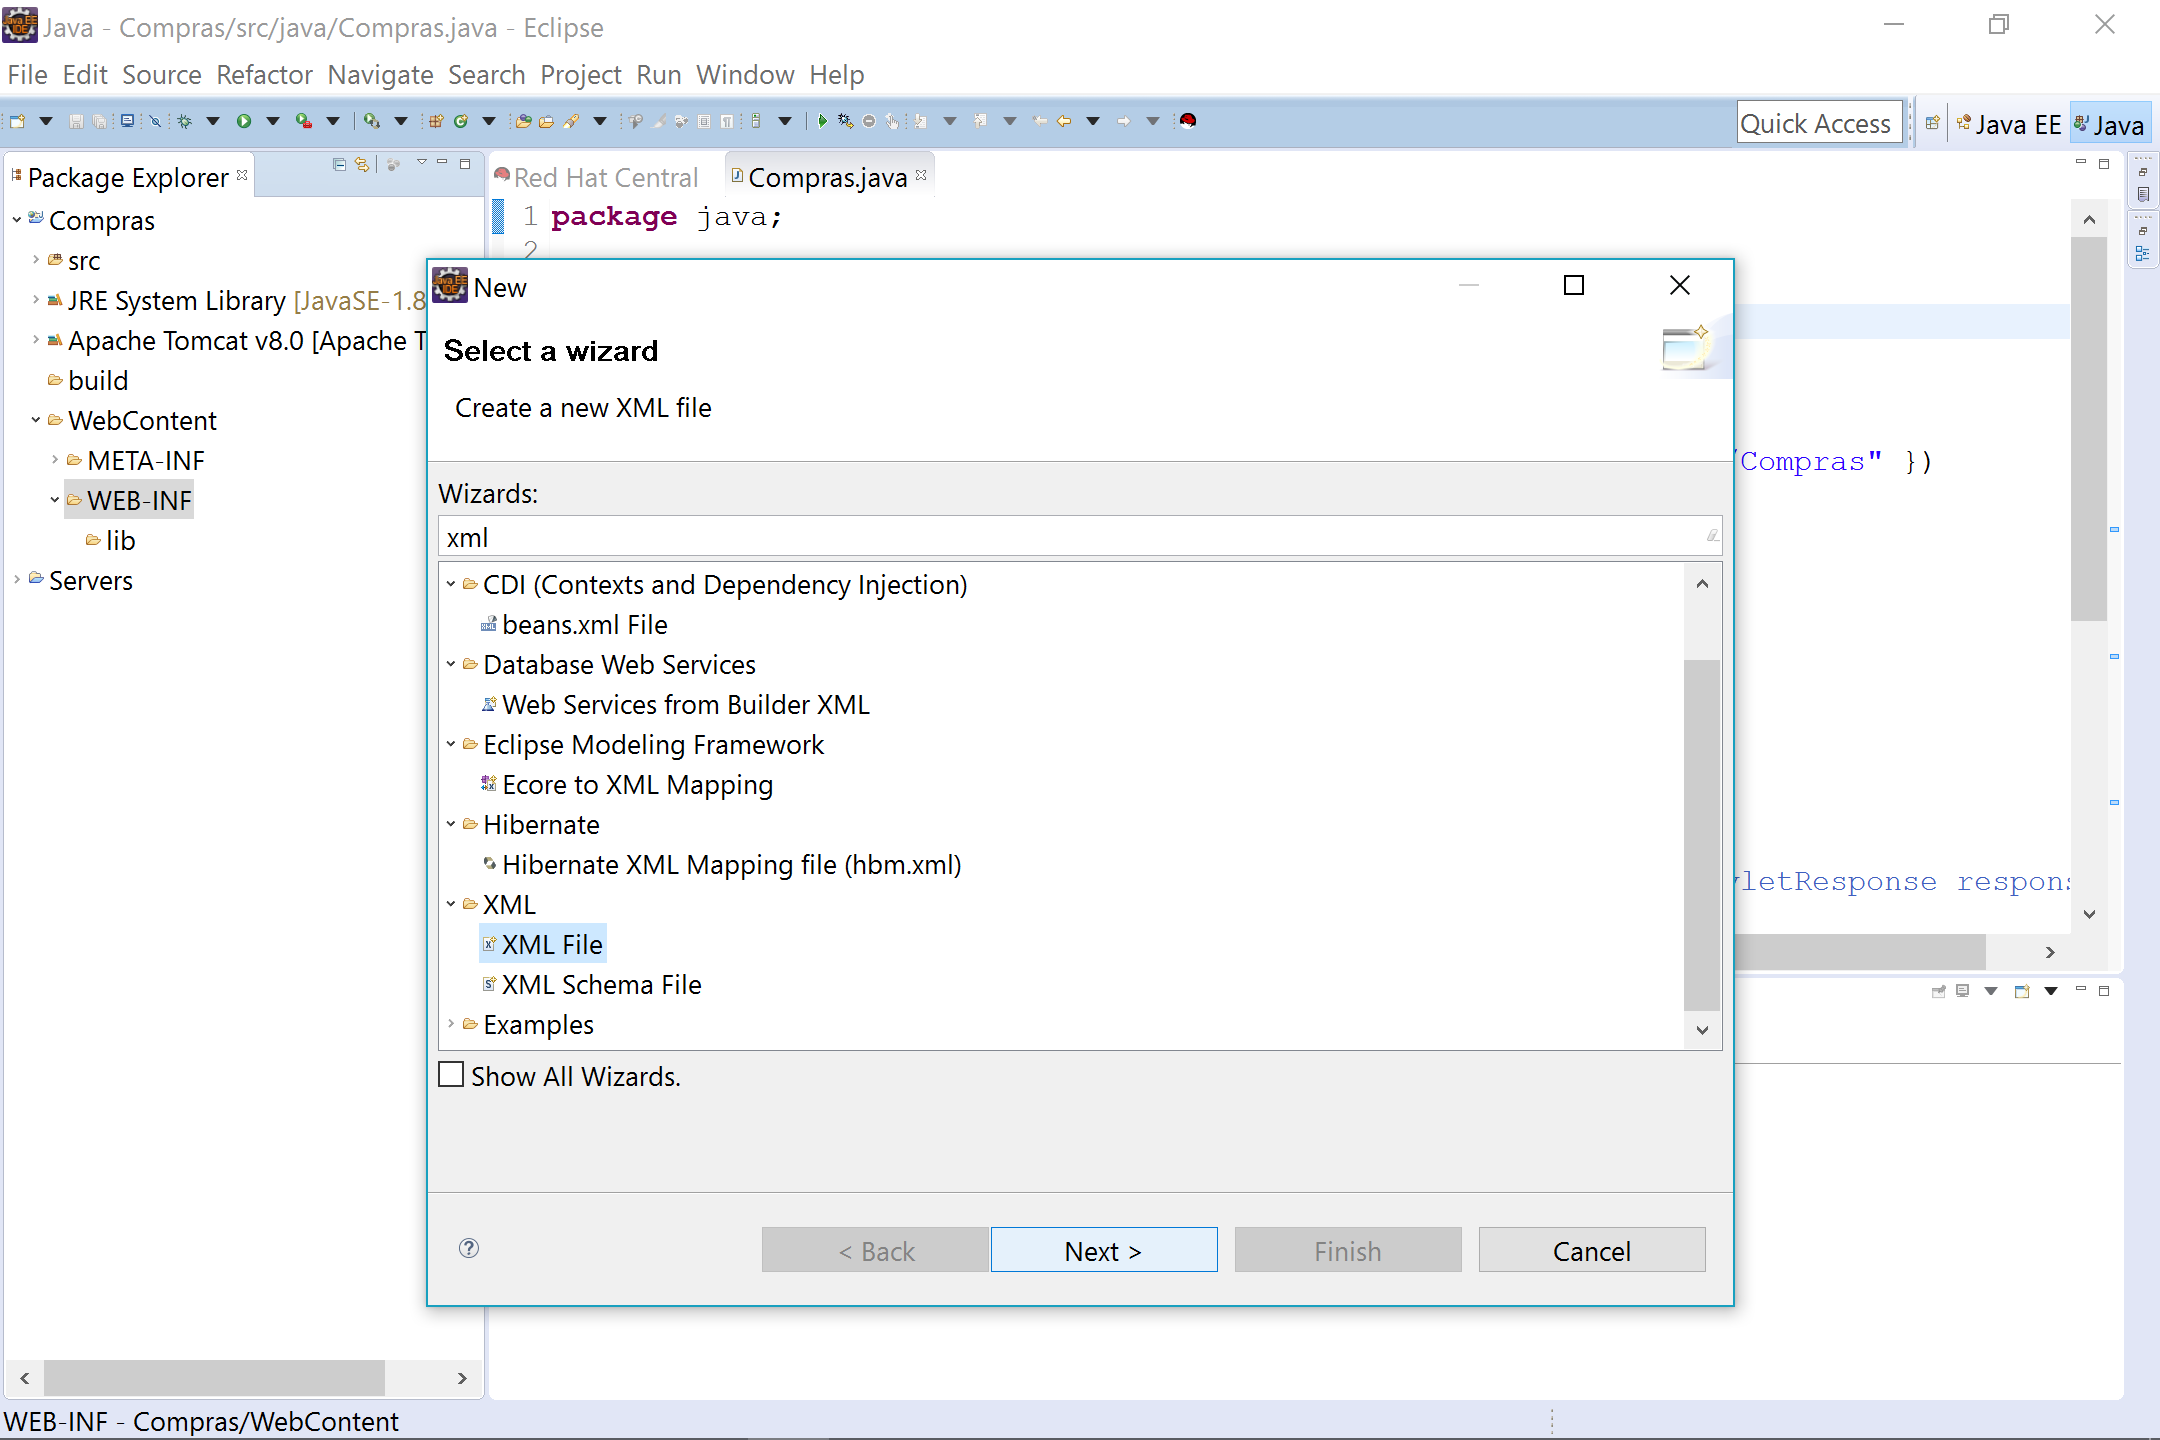 Java - Compras/src/java/Compras.java - Eclipse
File Edit Source Refactor Navigate Search Project Run Window Help
Quick Access
Java EE
Java
Package Explorer
Compras
src
JRE System Library [JavaSE-1.8
Apache Tomcat v8.0 [Apache T
build
WebContent
META-INF
WEB-INF
lib
Servers
Red Hat Central
Compras.java
1 package java;
2
/Compras" })
letResponse respons
New
Select a wizard
Create a new XML file
Wizards:
xml
CDI (Contexts and Dependency Injection)
beans.xml File
Database Web Services
Web Services from Builder XML
Eclipse Modeling Framework
Ecore to XML Mapping
Hibernate
Hibernate XML Mapping file (hbm.xml)
XML
XML File
XML Schema File
Examples
Show All Wizards.
< Back
Next >
Finish
Cancel
WEB-INF - Compras/WebContent